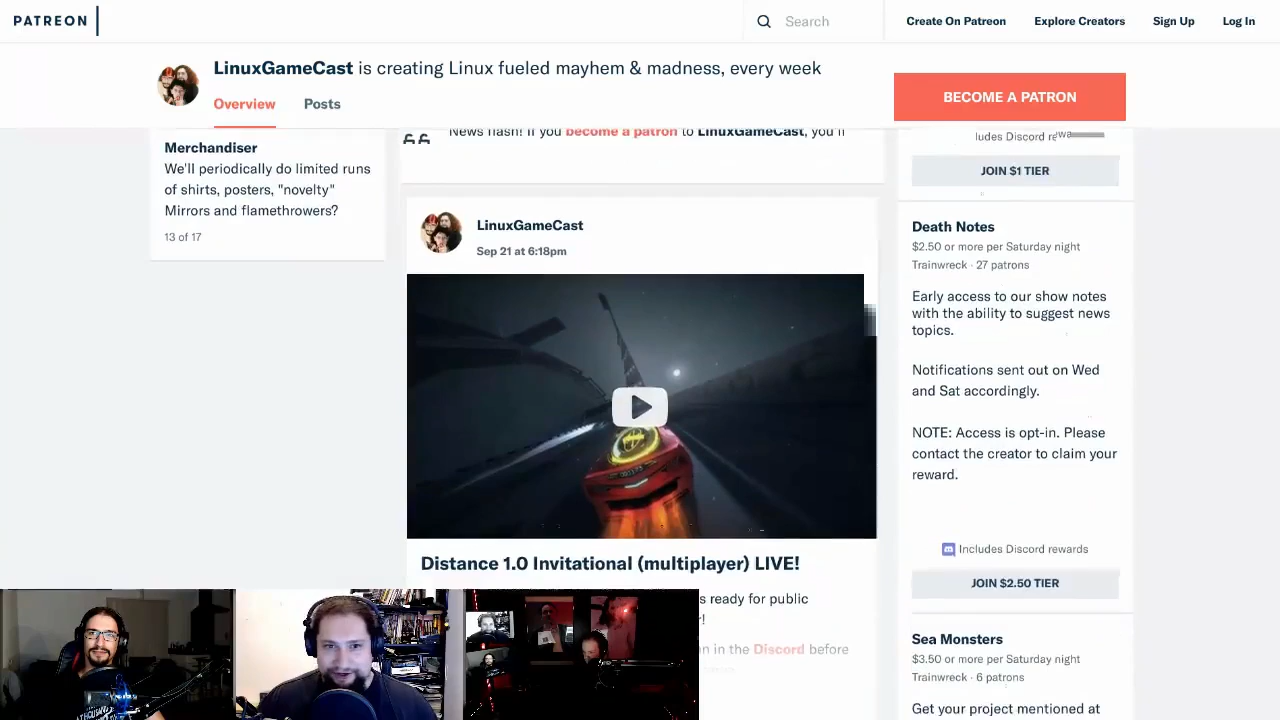 PATREON
Search
Create On Patreon
Explore Creators
Sign Up
Log In
LinuxGameCast is creating Linux fueled mayhem & madness, every week
Overview
Posts
BECOME A PATRON
Merchandiser
We'll periodically do limited runs
of shirts, posters, "novelty"
Mirrors and flamethrowers?
13 of 17
News flash! If you become a patron to LinuxGameCast, you'll
LinuxGameCast
Sep 21 at 6:18pm
Distance 1.0 Invitational (multiplayer) LIVE!
s ready for public
r!
n in the Discord before
JOIN $1 TIER
Death Notes
$2.50 or more per Saturday night
Trainwreck · 27 patrons
Early access to our show notes
with the ability to suggest news
topics.
Notifications sent out on Wed
and Sat accordingly.
NOTE: Access is opt-in. Please
contact the creator to claim your
reward.
Includes Discord rewards
JOIN $2.50 TIER
Sea Monsters
$3.50 or more per Saturday night
Trainwreck · 6 patrons
Get your project mentioned at